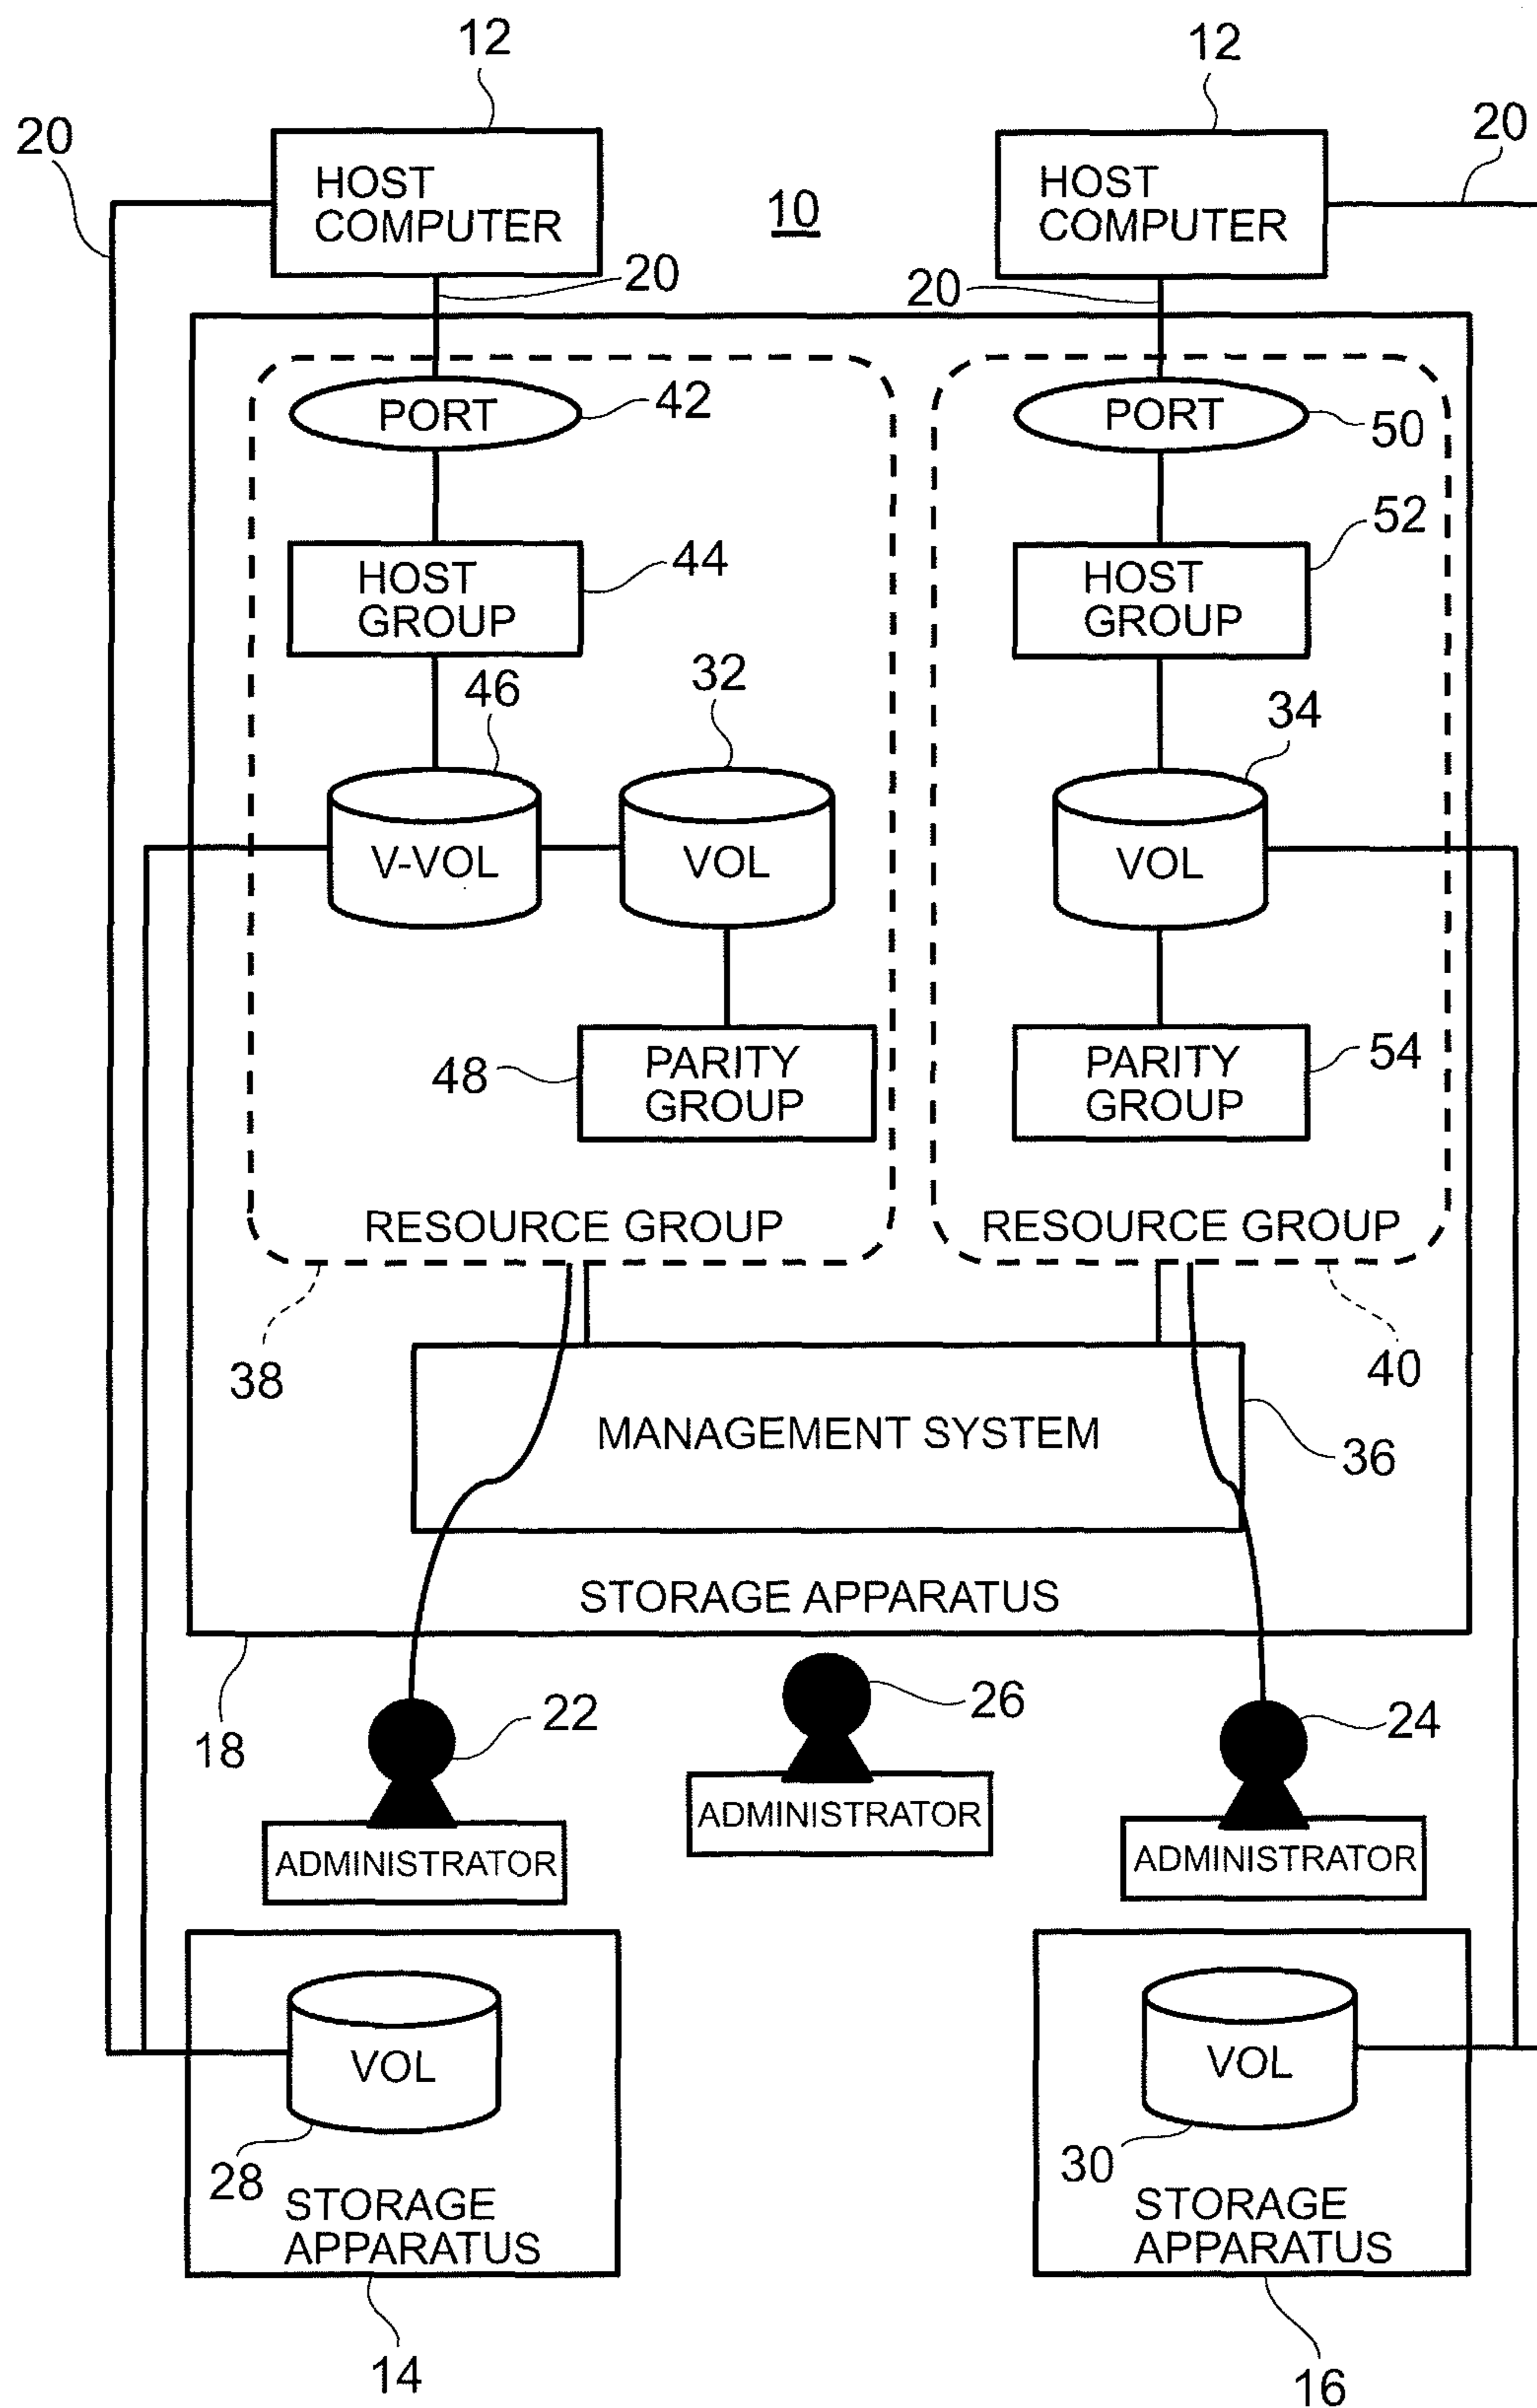 12
12
20
20
HOST
COMPUTER
10
HOST
COMPUTER
20
20
PORT
42
PORT
50
HOST
GROUP
44
HOST
GROUP
52
46
32
34
V-VOL
VOL
VOL
48
PARITY
GROUP
PARITY
GROUP
54
RESOURCE GROUP
RESOURCE GROUP
38
40
MANAGEMENT SYSTEM
36
STORAGE APPARATUS
18
22
26
24
ADMINISTRATOR
ADMINISTRATOR
ADMINISTRATOR
VOL
VOL
28
30
STORAGE
APPARATUS
STORAGE
APPARATUS
14
16